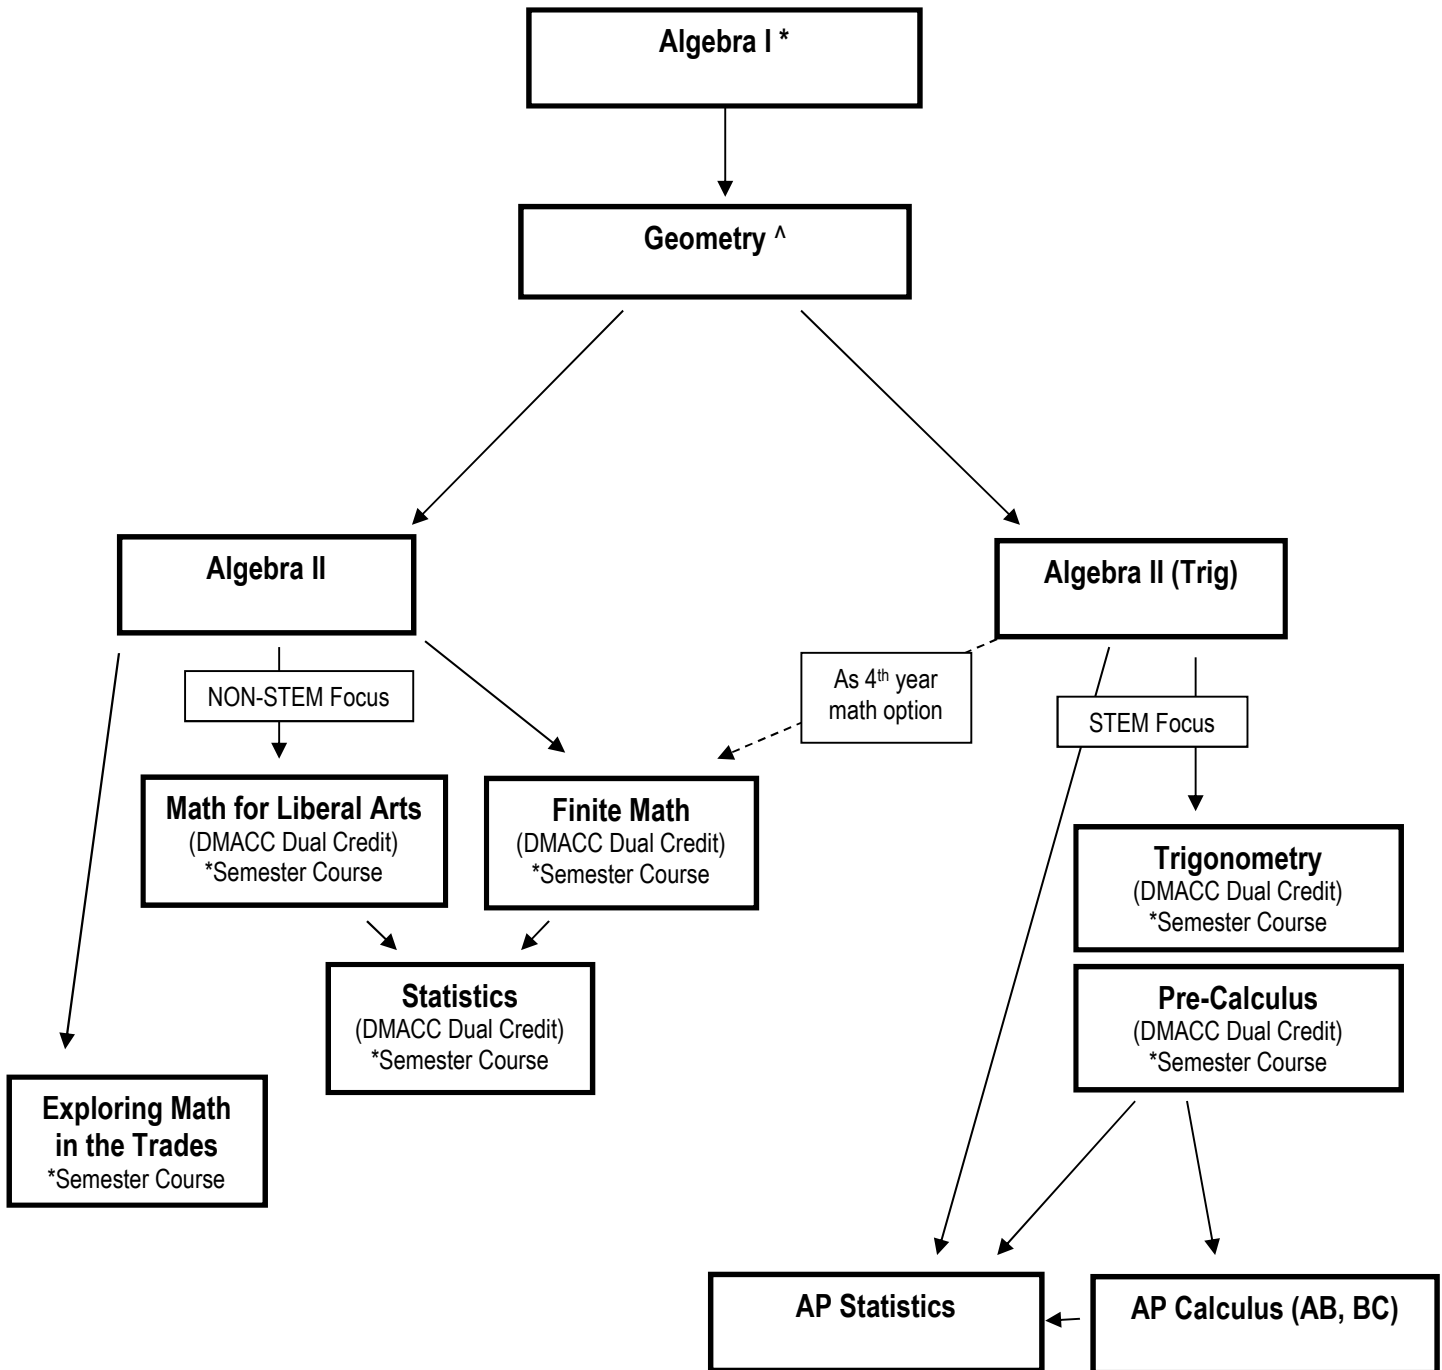 Algebra I *
Geometry ^
Algebra II
Algebra II (Trig)
NON-STEM Focus
As 4th year
math option
STEM Focus
Math for Liberal Arts
(DMACC Dual Credit)
*Semester Course
Finite Math
(DMACC Dual Credit)
*Semester Course
Trigonometry
(DMACC Dual Credit)
*Semester Course
Statistics
(DMACC Dual Credit)
*Semester Course
Pre-Calculus
(DMACC Dual Credit)
*Semester Course
Exploring Math
in the Trades
*Semester Course
AP Statistics
AP Calculus (AB, BC)